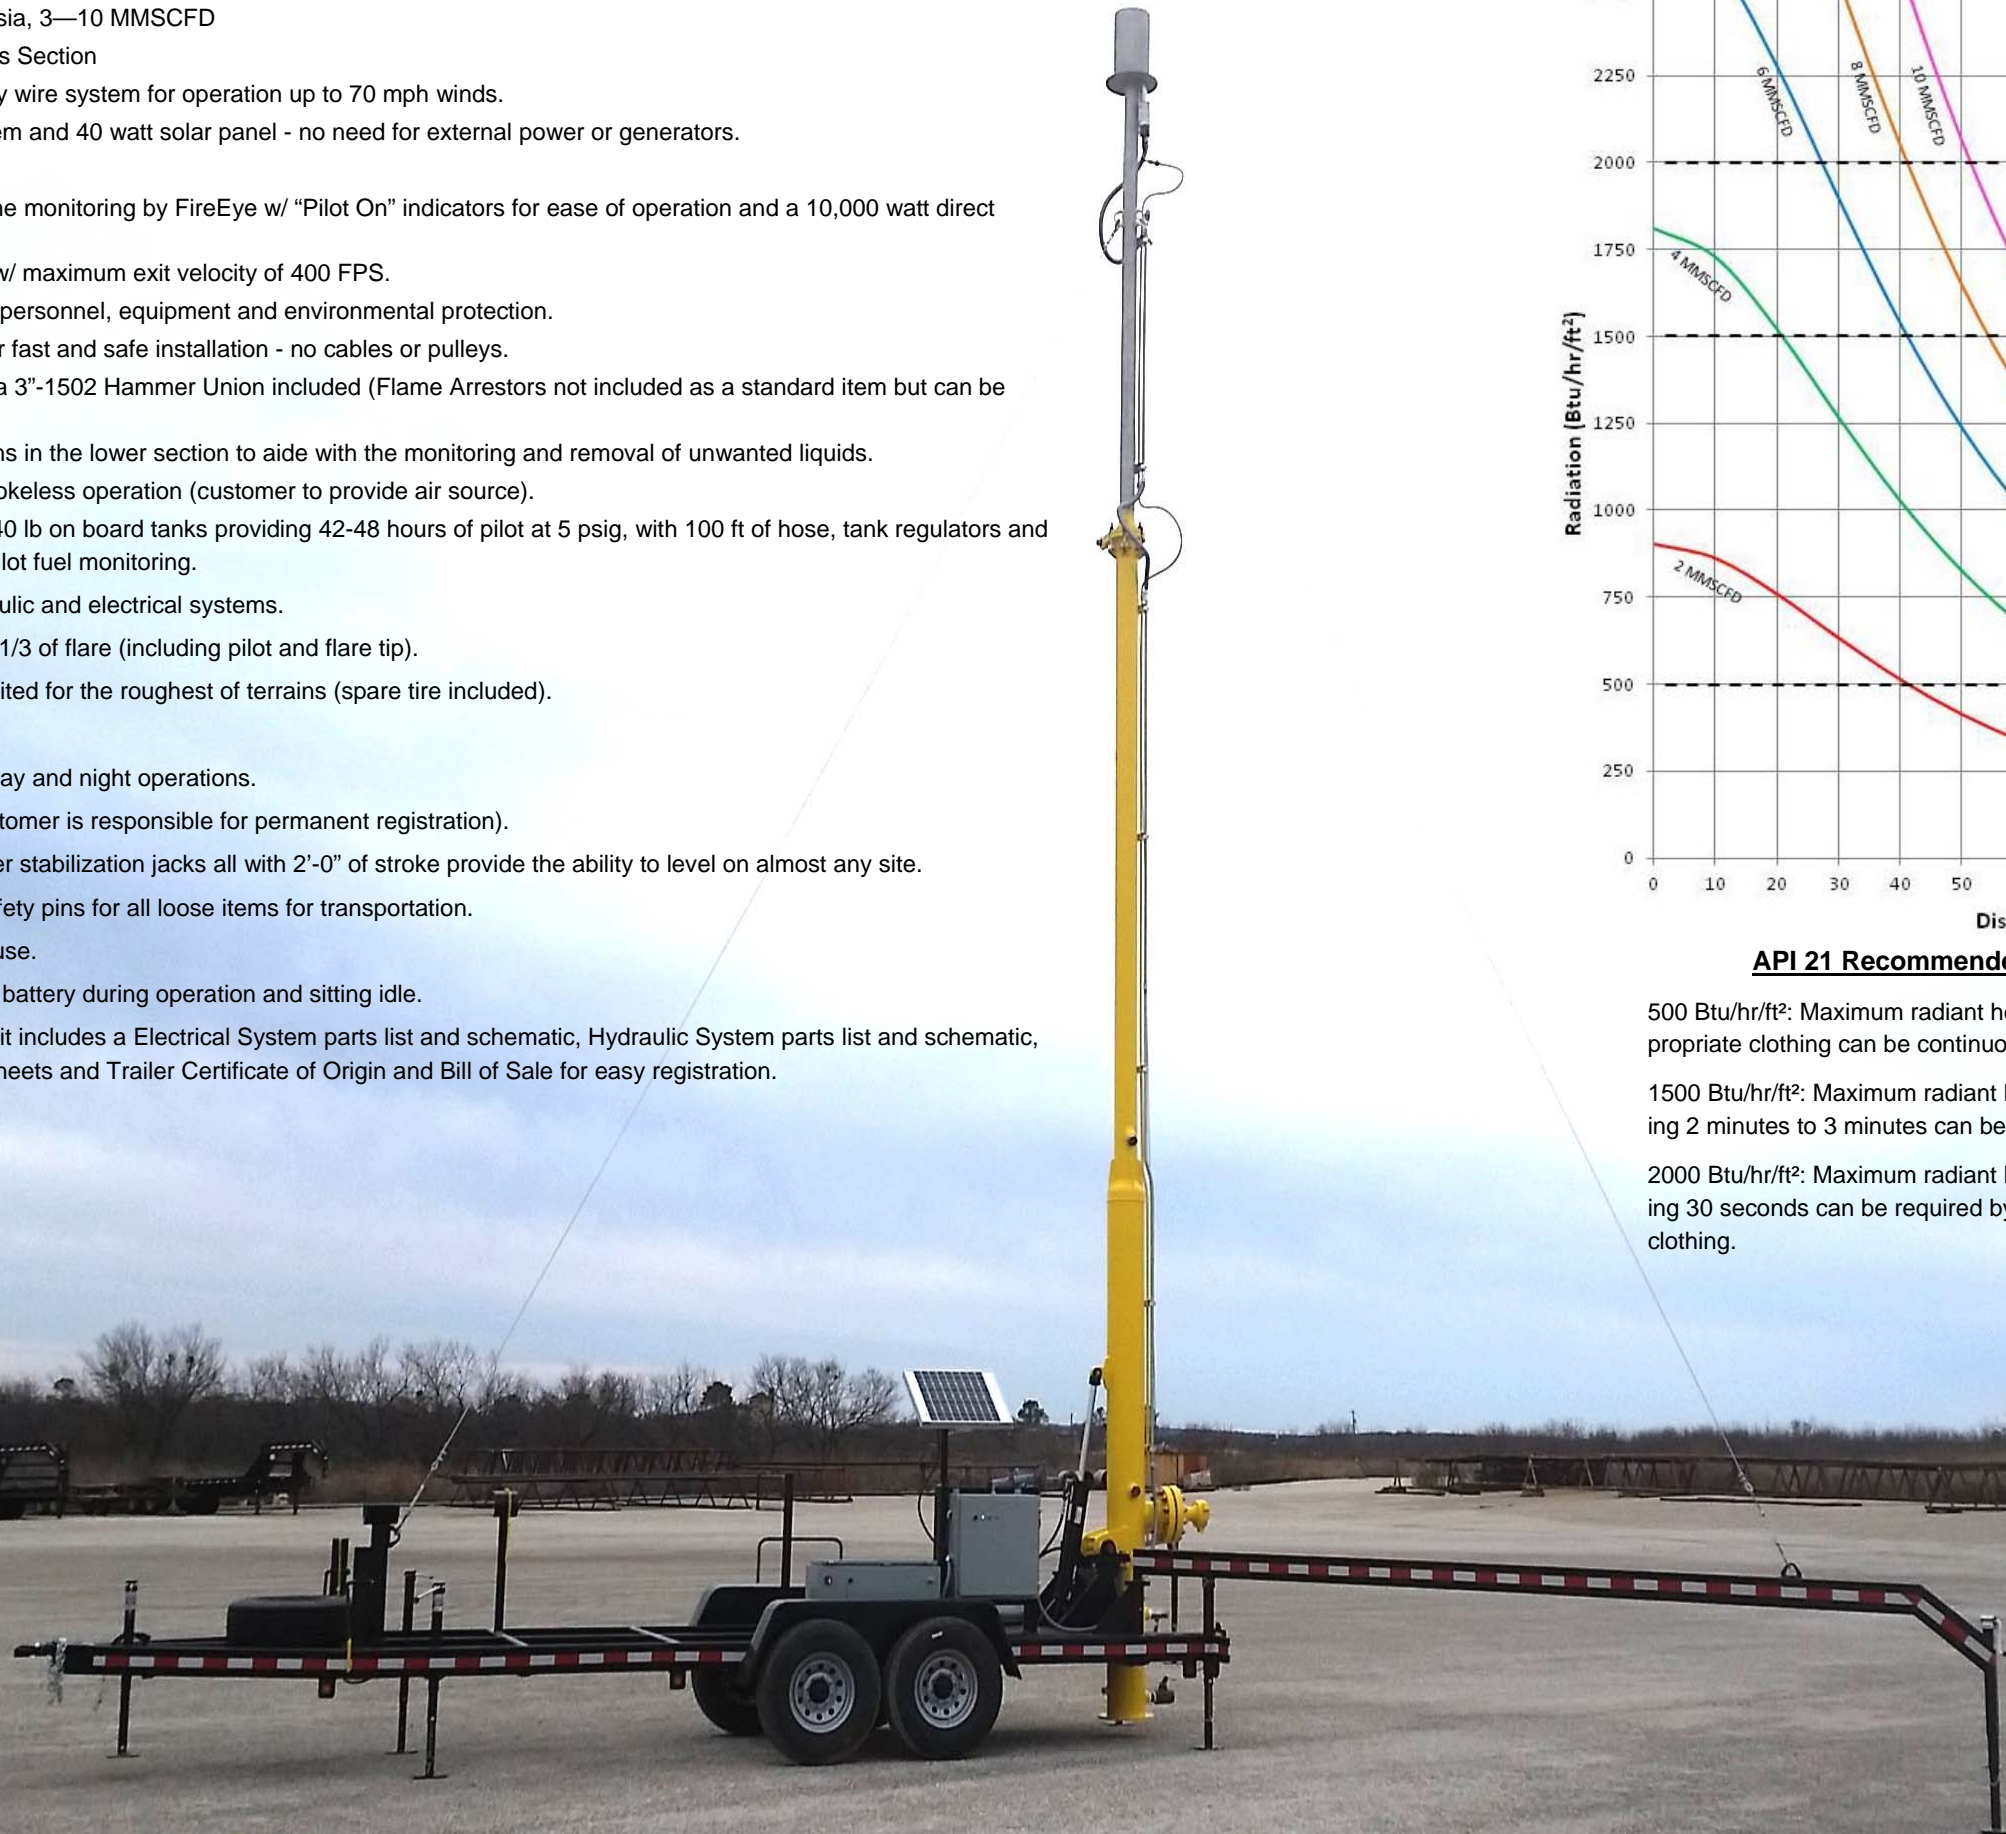 sia, 3—10 MMSCFD
s Section
y wire system for operation up to 70 mph winds.
em and 40 watt solar panel - no need for external power or generators.
ne monitoring by FireEye w/ “Pilot On” indicators for ease of operation and a 10,000 watt direct
w/ maximum exit velocity of 400 FPS.
personnel, equipment and environmental protection.
r fast and safe installation - no cables or pulleys.
a 3”-1502 Hammer Union included (Flame Arrestors not included as a standard item but can be
ns in the lower section to aide with the monitoring and removal of unwanted liquids.
okeless operation (customer to provide air source).
40 lb on board tanks providing 42-48 hours of pilot at 5 psig, with 100 ft of hose, tank regulators and
ilot fuel monitoring.
ulic and electrical systems.
1/3 of flare (including pilot and flare tip).
ited for the roughest of terrains (spare tire included).
ay and night operations.
tomer is responsible for permanent registration).
er stabilization jacks all with 2’-0” of stroke provide the ability to level on almost any site.
fety pins for all loose items for transportation.
use.
battery during operation and sitting idle.
it includes a Electrical System parts list and schematic, Hydraulic System parts list and schematic,
heets and Trailer Certificate of Origin and Bill of Sale for easy registration.
2250
2000
1750
1500
1250
1000
750
500
250
0
Radiation (Btu/hr/ft²)
6 MMSCFD
8 MMSCFD
10 MMSCFD
4 MMSCFD
2 MMSCFD
0 10 20 30 40 50
Dis
API 21 Recommende
500 Btu/hr/ft²: Maximum radiant he
propriate clothing can be continuo
1500 Btu/hr/ft²: Maximum radiant
ing 2 minutes to 3 minutes can be
2000 Btu/hr/ft²: Maximum radiant
ing 30 seconds can be required by
clothing.